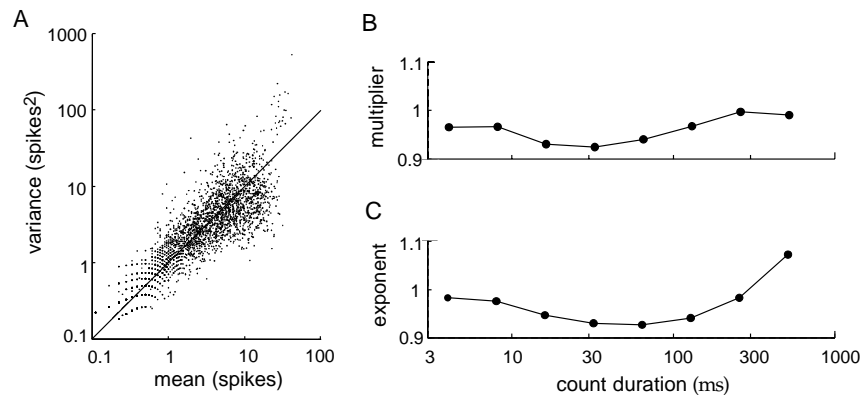 A
1000
100
10
1
0.1
variance (spikes²)
0.1
1
10
100
mean (spikes)
B
1.1
1
0.9
multiplier
C
1.1
1
0.9
exponent
3
10
30
100
300
1000
count duration (ms)